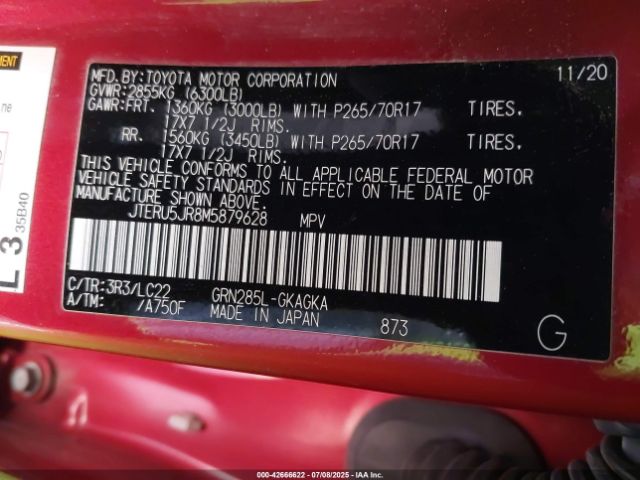 MENT
ne
L 3
35B40
MFD.BY:TOYOTA MOTOR CORPORATION 11/20
GVWR:2855KG (6300LB)
GAWR:FRT. 1360KG (3000LB) WITH P265/70R17 TIRES.
17X7 1/2J RIMS.
RR. 1560KG (3450LB) WITH P265/70R17 TIRES.
17X7 1/2J RIMS.
THIS VEHICLE CONFORMS TO ALL APPLICABLE FEDERAL MOTOR
VEHICLE SAFETY STANDARDS IN EFFECT ON THE DATE OF
MANUFACTURE SHOWN ABOVE.
JTERU5JR8M5879628 MPV
C/TR:3R3/LC22 GRN285L-GKAGKA
A/TM: /A750F MADE IN JAPAN 873 G
000-42666622 - 07/08/2025 - IAA Inc.